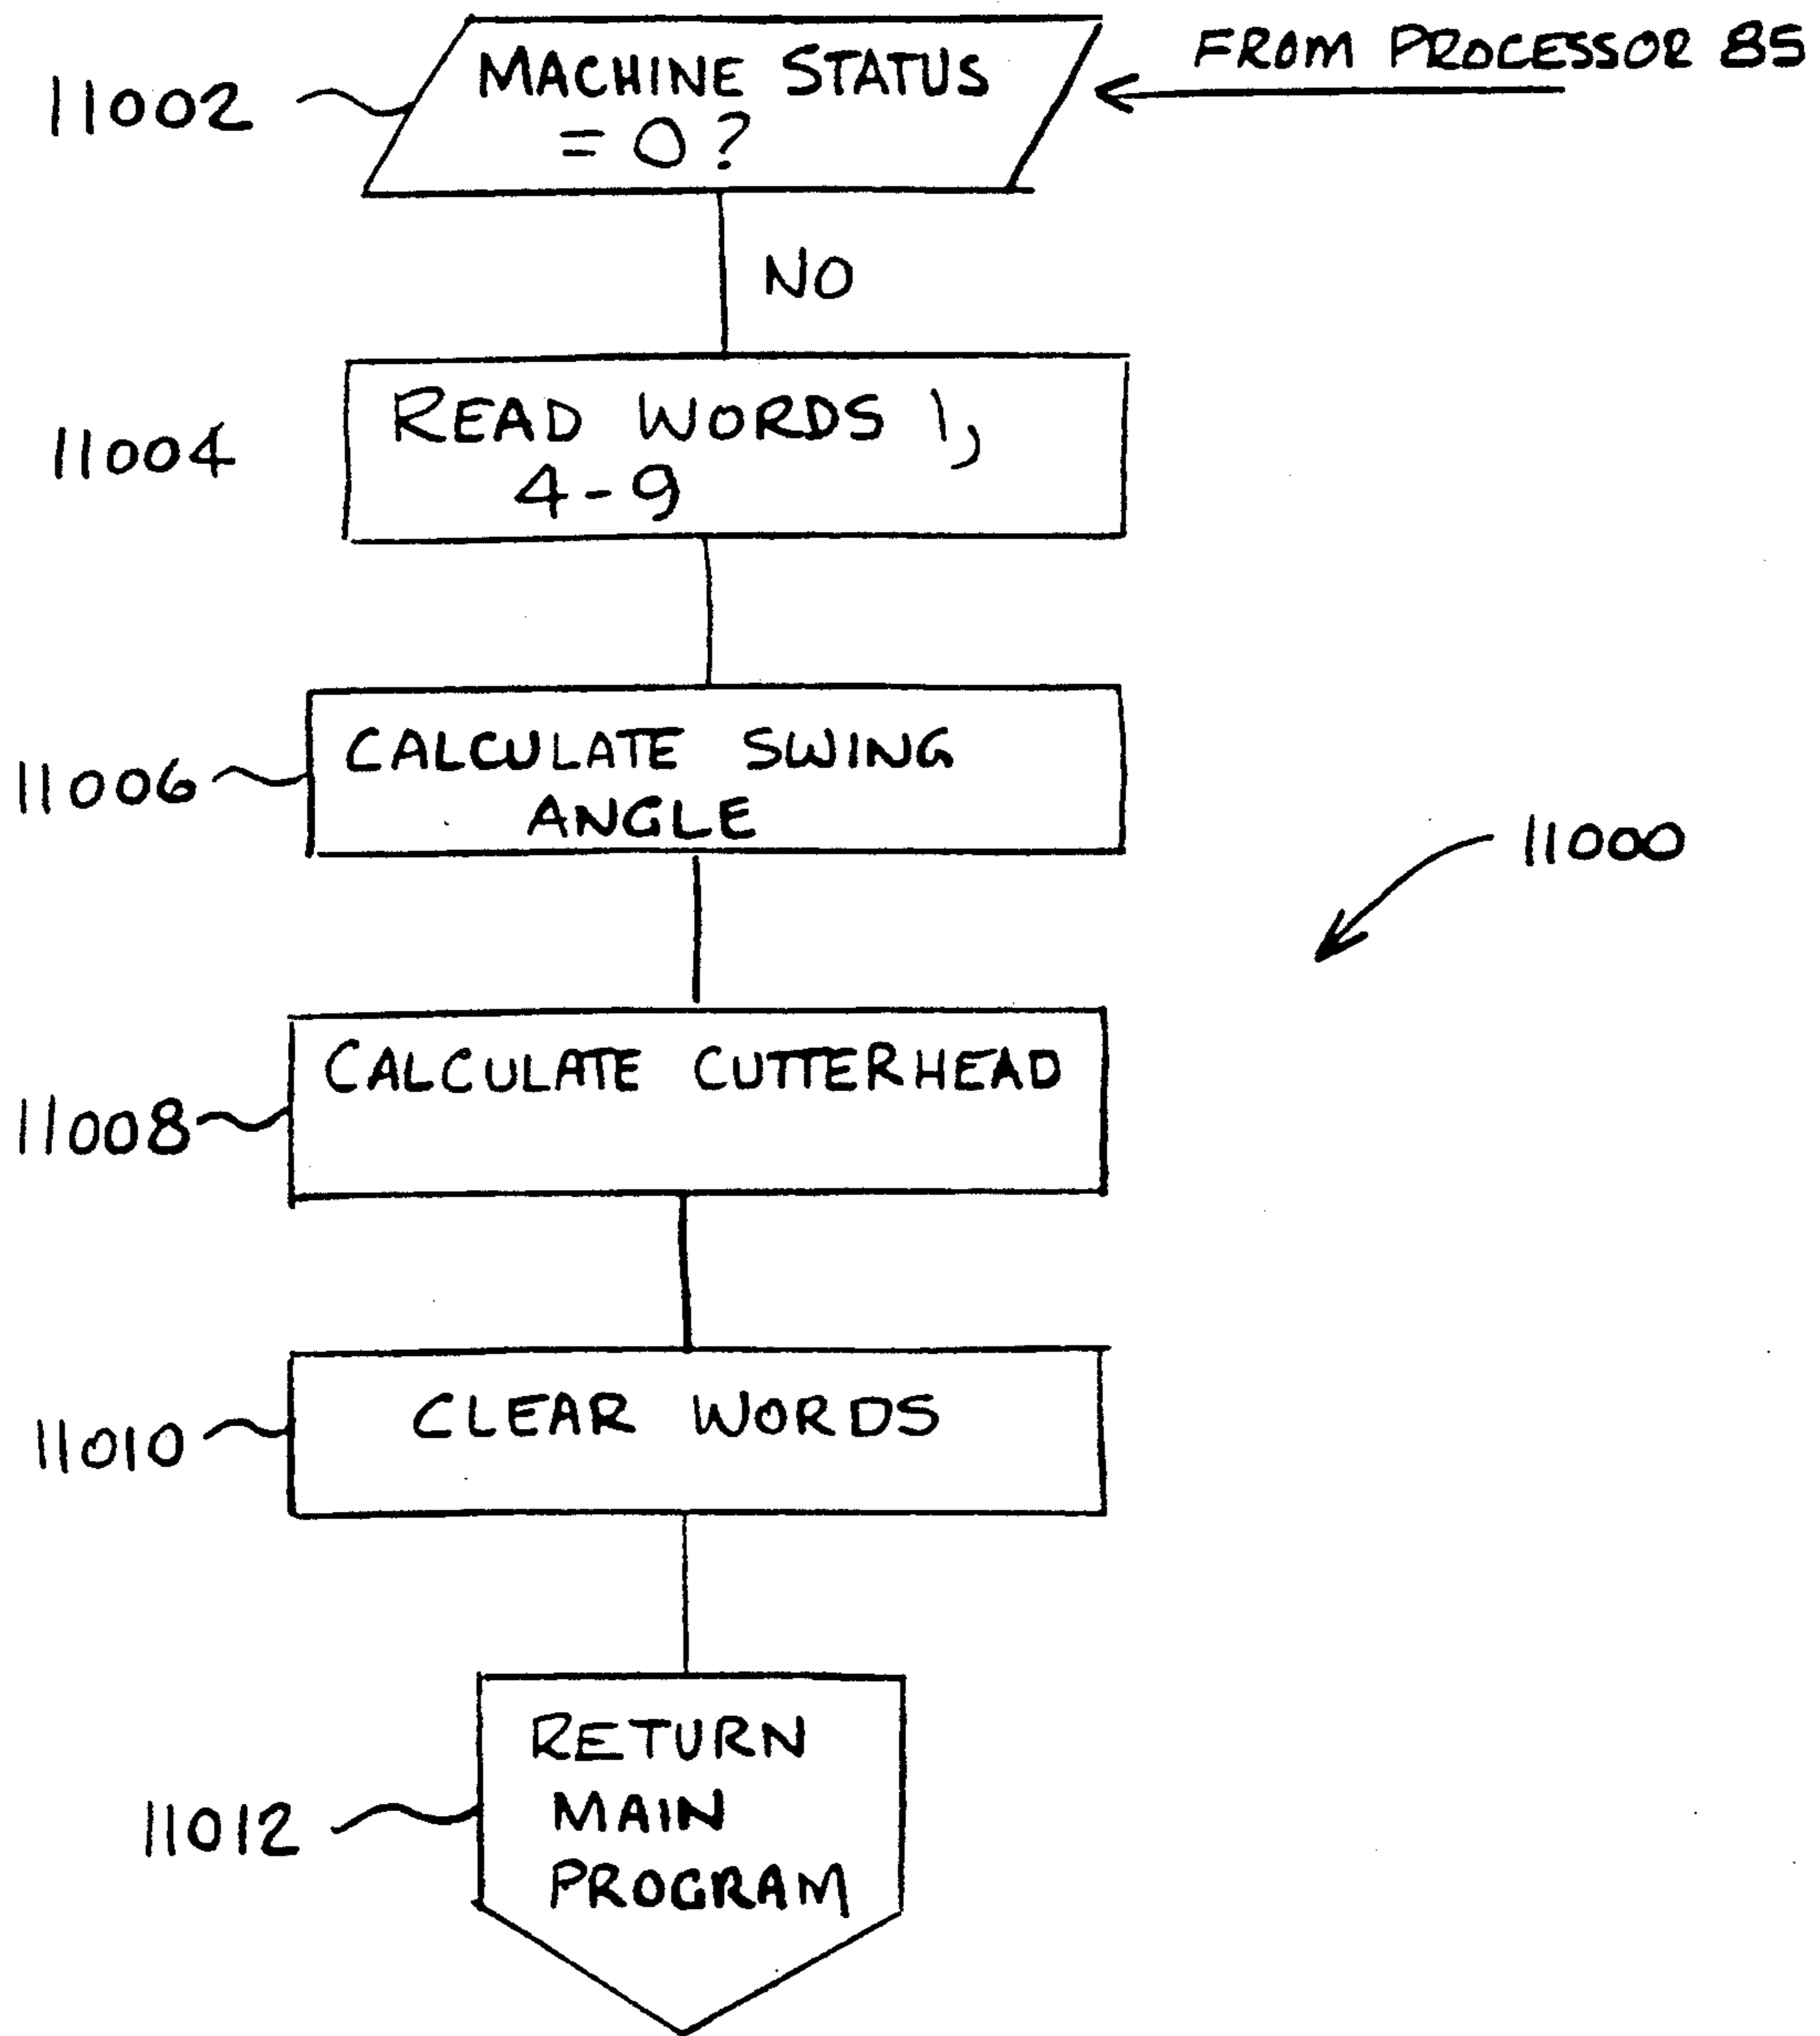 MACHINE STATUS
= 0?
FROM PROCESSOR 85
11002
NO
READ WORDS 1,
4-9
11004
CALCULATE SWING
ANGLE
11006
11000
CALCULATE CUTTERHEAD
11008
CLEAR WORDS
11010
RETURN
MAIN
PROGRAM
11012